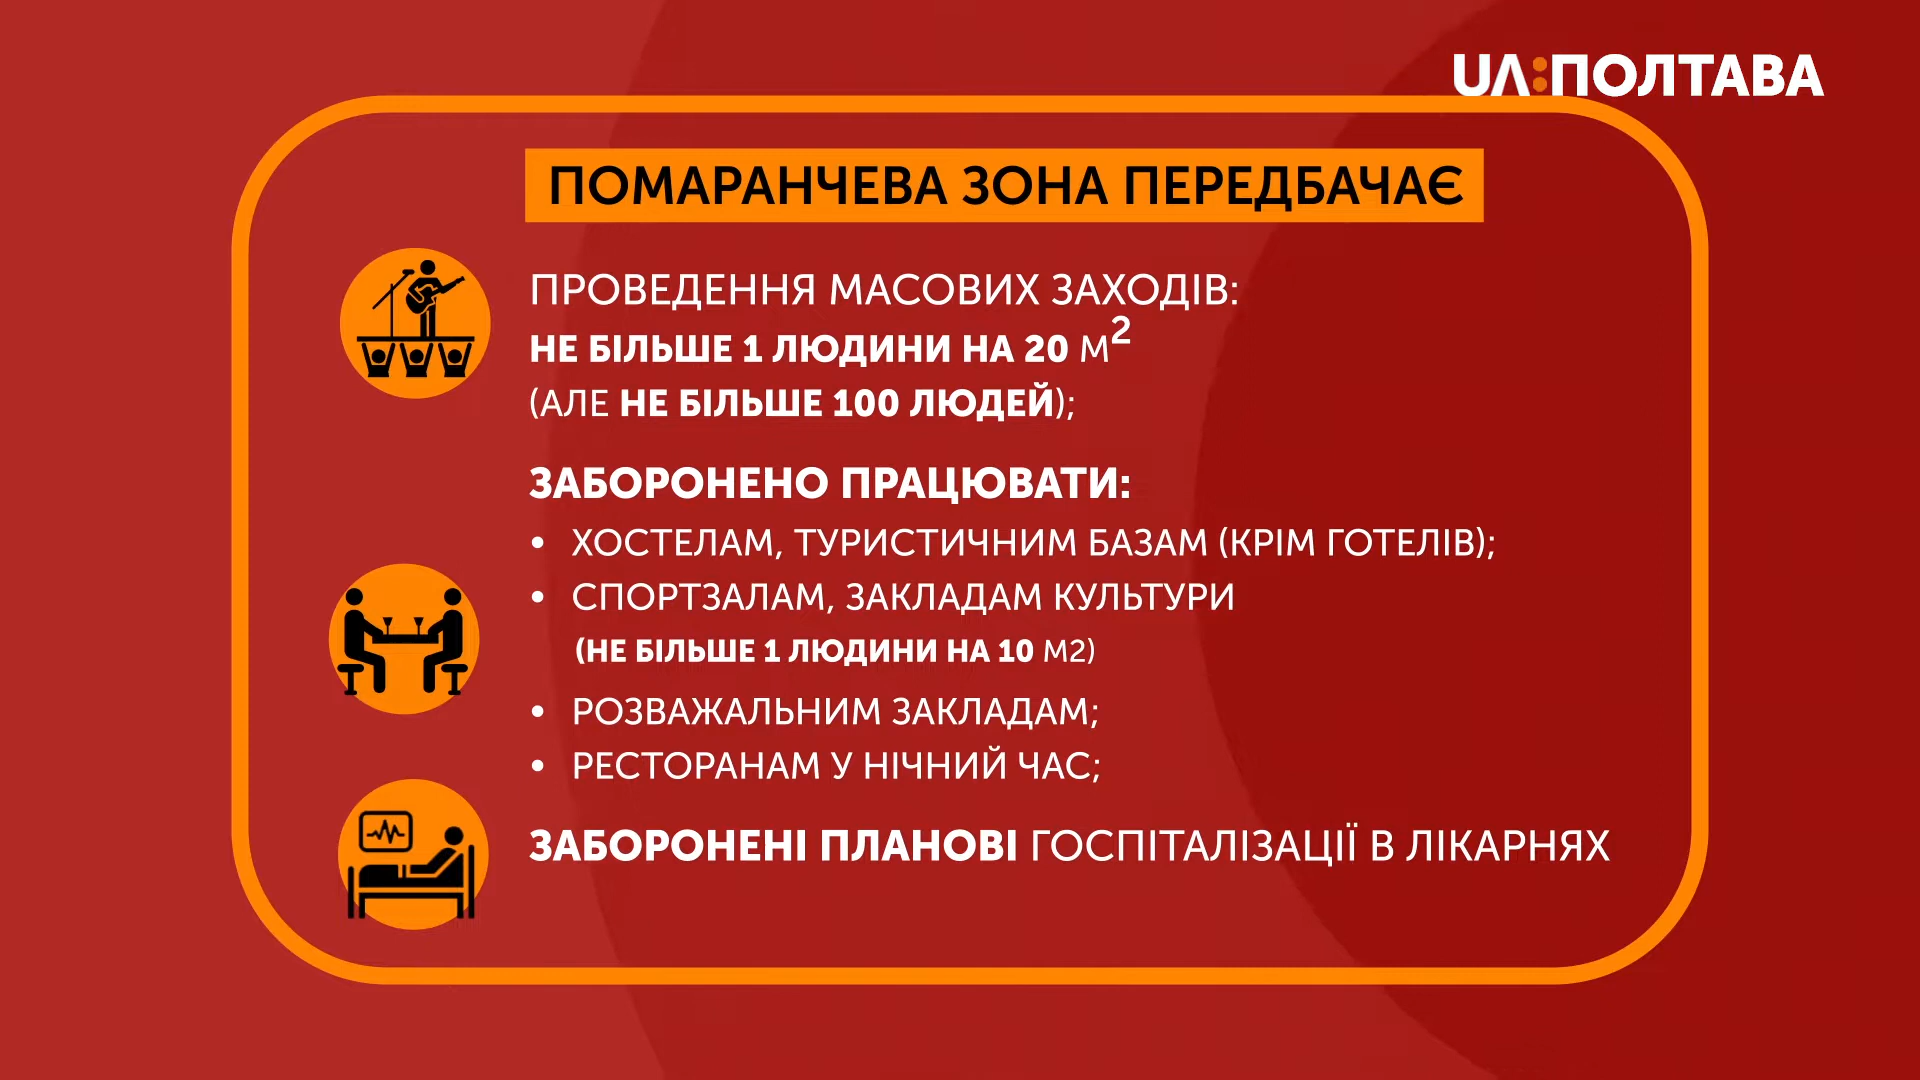 UA:ПОЛТАВА
ПОМАРАНЧЕВА ЗОНА ПЕРЕДБАЧАЄ
ПРОВЕДЕННЯ МАСОВИХ ЗАХОДІВ:
НЕ БІЛЬШЕ 1 ЛЮДИНИ НА 20 М²
(АЛЕ НЕ БІЛЬШЕ 100 ЛЮДЕЙ);
ЗАБОРОНЕНО ПРАЦЮВАТИ:
• ХОСТЕЛАМ, ТУРИСТИЧНИМ БАЗАМ (КРІМ ГОТЕЛІВ);
• СПОРТЗАЛАМ, ЗАКЛАДАМ КУЛЬТУРИ
(НЕ БІЛЬШЕ 1 ЛЮДИНИ НА 10 М2)
• РОЗВАЖАЛЬНИМ ЗАКЛАДАМ;
• РЕСТОРАНАМ У НІЧНИЙ ЧАС;
ЗАБОРОНЕНІ ПЛАНОВІ ГОСПІТАЛІЗАЦІЇ В ЛІКАРНЯХ